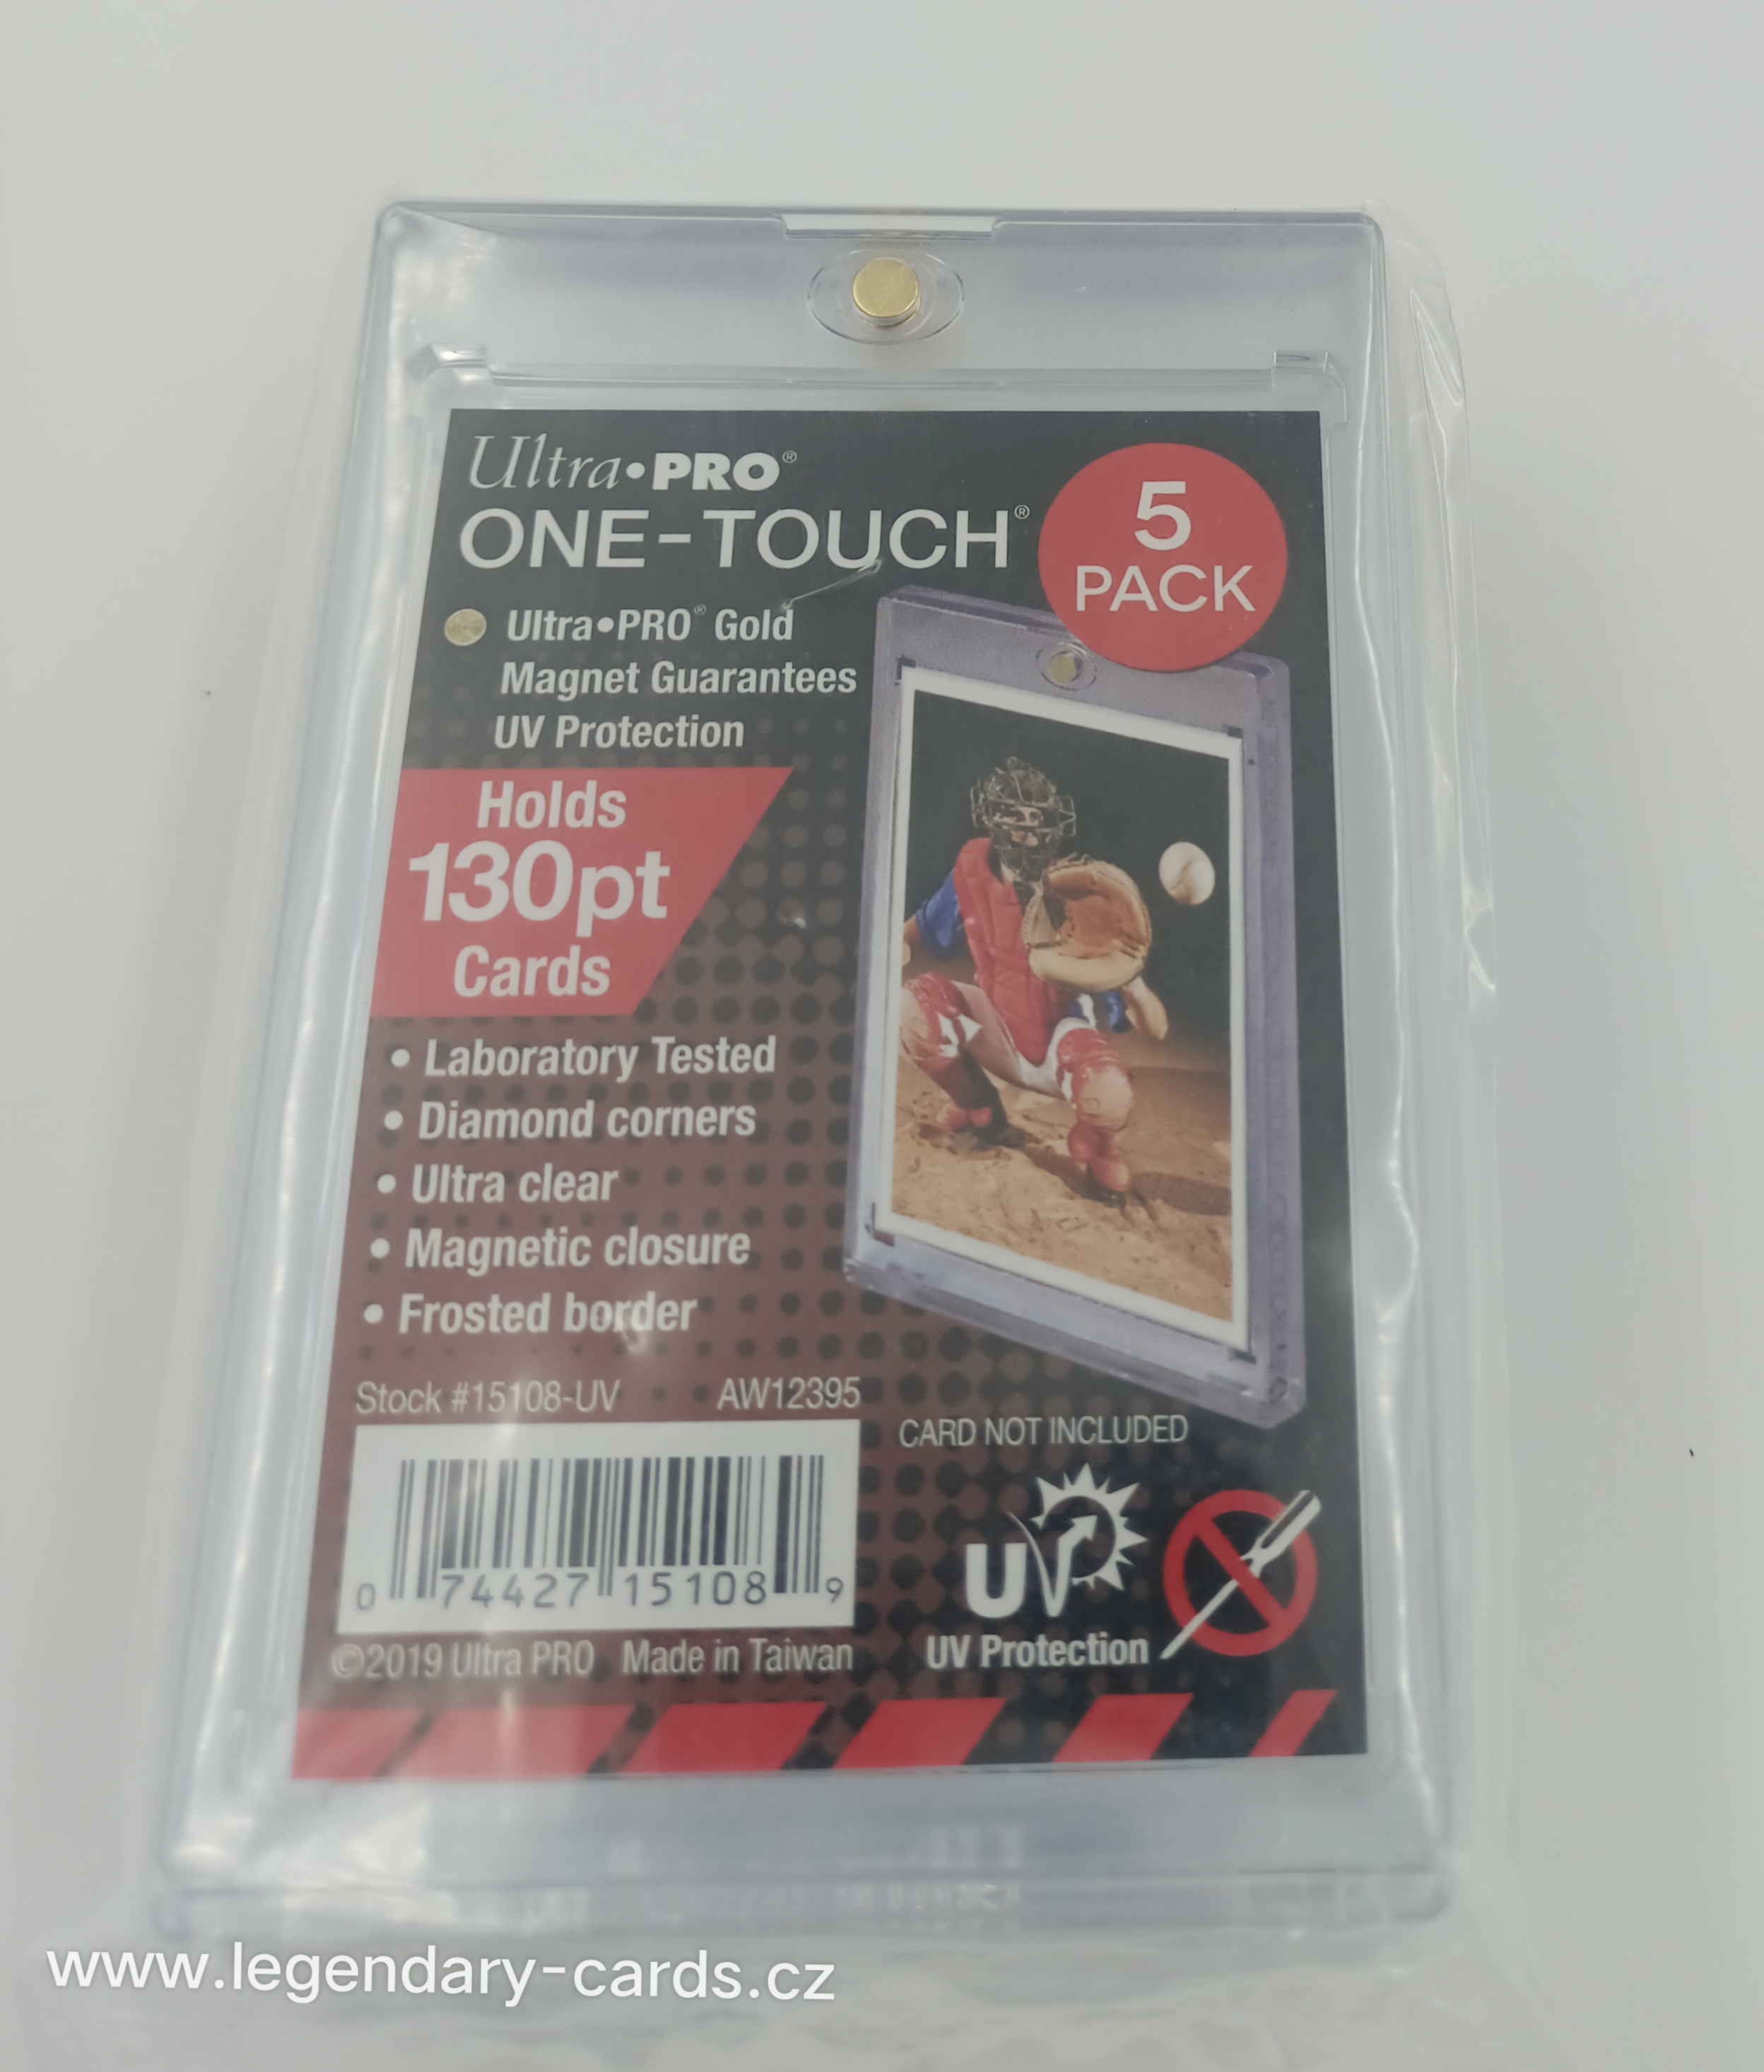 Ultra•PRO®
ONE-TOUCH®
5
PACK
Ultra•PRO® Gold
Magnet Guarantees
UV Protection
Holds
130pt
Cards
• Laboratory Tested
• Diamond corners
• Ultra clear
• Magnetic closure
• Frosted border
Stock #15108-UV AW12395
CARD NOT INCLUDED
0 74427 15108 9
UV
UV Protection
©2019 Ultra PRO Made in Taiwan
www.legendary-cards.cz